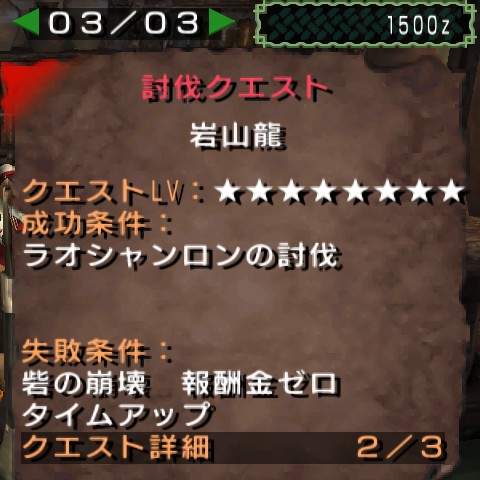 03/03
1500z
討伐クエスト
岩山龍
クエストLV:★★★★★★★★
成功条件:
ラオシャンロンの討伐
失敗条件:
砦の崩壊 報酬金ゼロ
タイムアップ
クエスト詳細 2/3